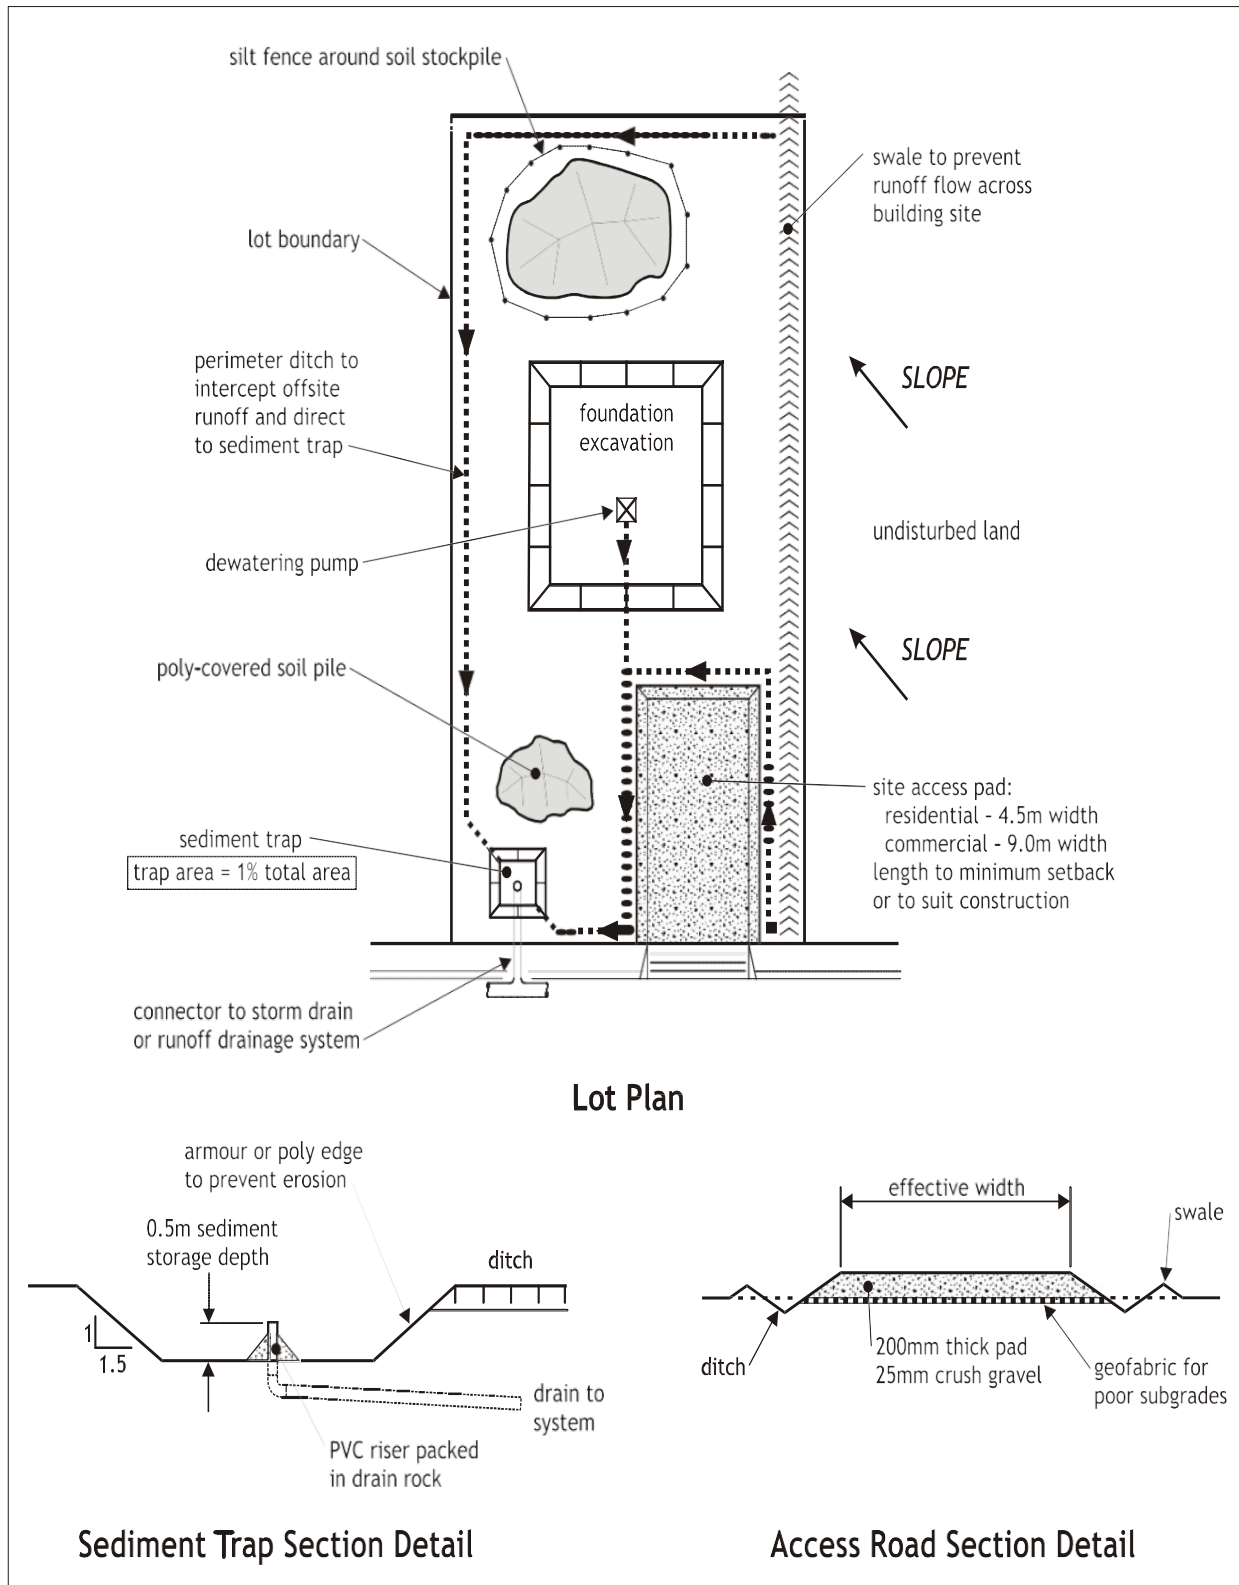 silt fence around soil stockpile
swale to prevent
runoff flow across
building site
lot boundary
perimeter ditch to
intercept offsite
runoff and direct
to sediment trap
SLOPE
foundation
excavation
undisturbed land
dewatering pump
SLOPE
poly-covered soil pile
site access pad:
residential - 4.5m width
commercial - 9.0m width
length to minimum setback
or to suit construction
sediment trap
trap area = 1% total area
connector to storm drain
or runoff drainage system
Lot Plan
armour or poly edge
to prevent erosion
0.5m sediment
storage depth
ditch
1
1.5
drain to
system
PVC riser packed
in drain rock
Sediment Trap Section Detail
effective width
swale
ditch
200mm thick pad
25mm crush gravel
geofabric for
poor subgrades
Access Road Section Detail